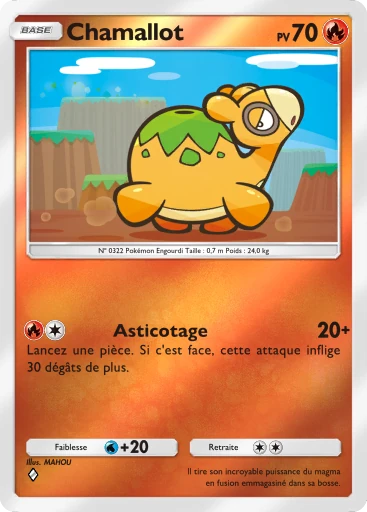 BASE Chamallot PV 70
N° 0322 Pokémon Engourdi Taille : 0,7 m Poids : 24,0 kg
Asticotage 20+
Lancez une pièce. Si c'est face, cette attaque inflige
30 dégâts de plus.
Faiblesse +20 Retraite
Illus. MAHOU
Il tire son incroyable puissance du magma
en fusion emmagasiné dans sa bosse.